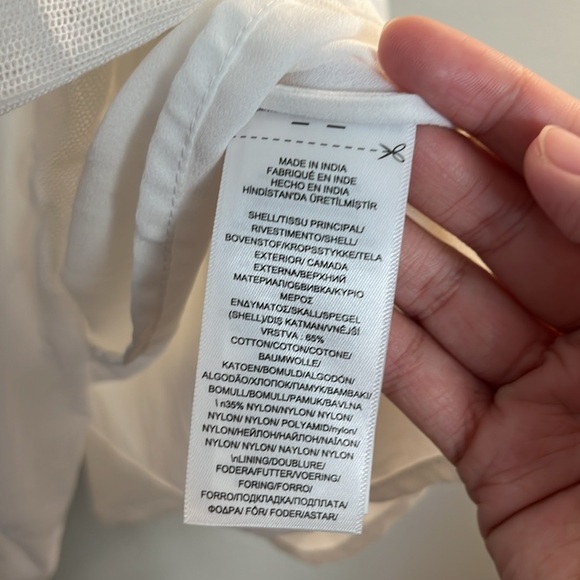 MADE IN INDIA
FABRIQUÉ EN INDE
HECHO EN INDIA
HİNDİSTAN'DA ÜRETİLMİŞTİR
SHELL/TISSU PRINCIPAL/
RIVESTIMENTO/SHELL/
BOVENSTOF/KROPSSTYKKE/TELA
EXTERIOR/ CAMADA
EXTERNA/ВЕРХНИЙ
МАТЕРИАЛ/ОБВИВКА/ΚΥΡΙΟ
ΜΕΡΟΣ
ΕΝΔΥΜΑΤΟΣ/SKALL/SPEGEL
(SHELL)/DIŞ KATMAN/VNĚJŠÍ
VRSTVA : 65%
COTTON/COTON/COTONE/
BAUMWOLLE/
KATOEN/BOMULD/ALGODÓN/
ALGODÃO/ХЛОПОК/ПАМУК/ΒΑΜΒΑΚΙ/
BOMULL/BOMULL/PAMUK/BAVLNA
\ n35% NYLON/NYLON/ NYLON/
NYLON/ NYLON/ POLYAMID/nylon/
NYLON/НЕЙЛОН/НАЙЛОН/ΝΑΪΛΟΝ/
NYLON/ NYLON/ NAYLON/ NYLON
\nLINING/DOUBLURE/
FODERA/FUTTER/VOERING/
FORING/FORRO/
FORRO/ПОДКЛАДКА/ПОДПЛАТА/
ΦΟΔΡΑ/ FÔR/ FODER/ASTAR/